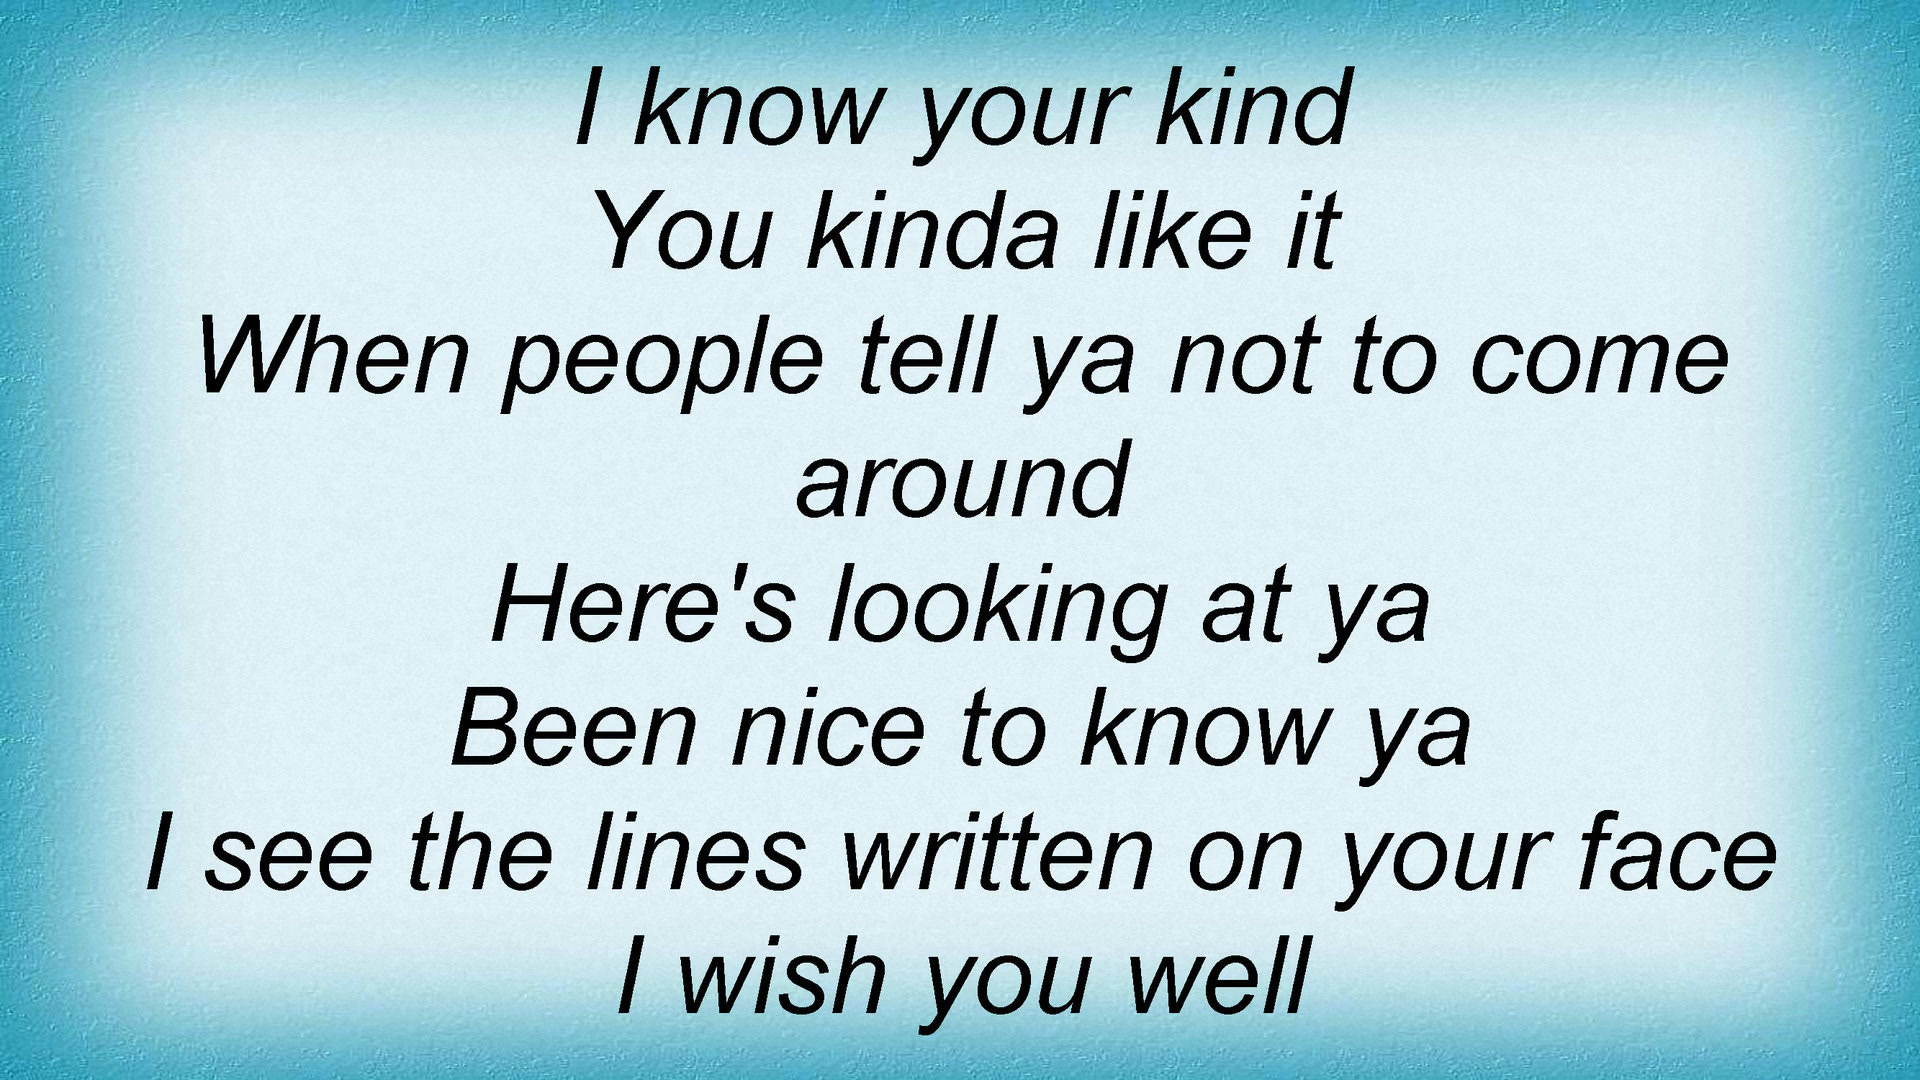 I know your kind
You kinda like it
When people tell ya not to come
around
Here's looking at ya
Been nice to know ya
I see the lines written on your face
I wish you well